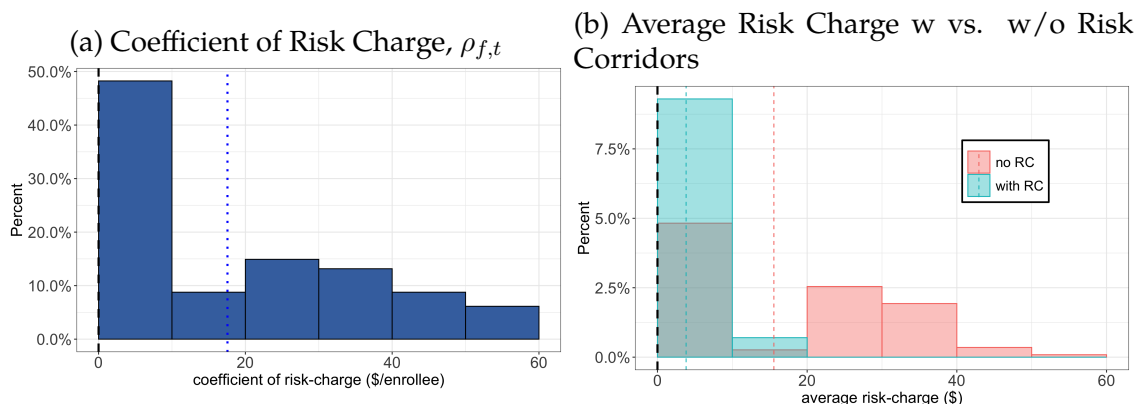 (a) Coefficient of Risk Charge, ρf,t
50.0%
40.0%
30.0%
20.0%
10.0%
0.0%
Percent
0 20 40 60
coefficient of risk-charge ($/enrollee)
(b) Average Risk Charge w vs. w/o Risk
Corridors
7.5%
5.0%
2.5%
0.0%
Percent
no RC
with RC
0 20 40 60
average risk-charge ($)